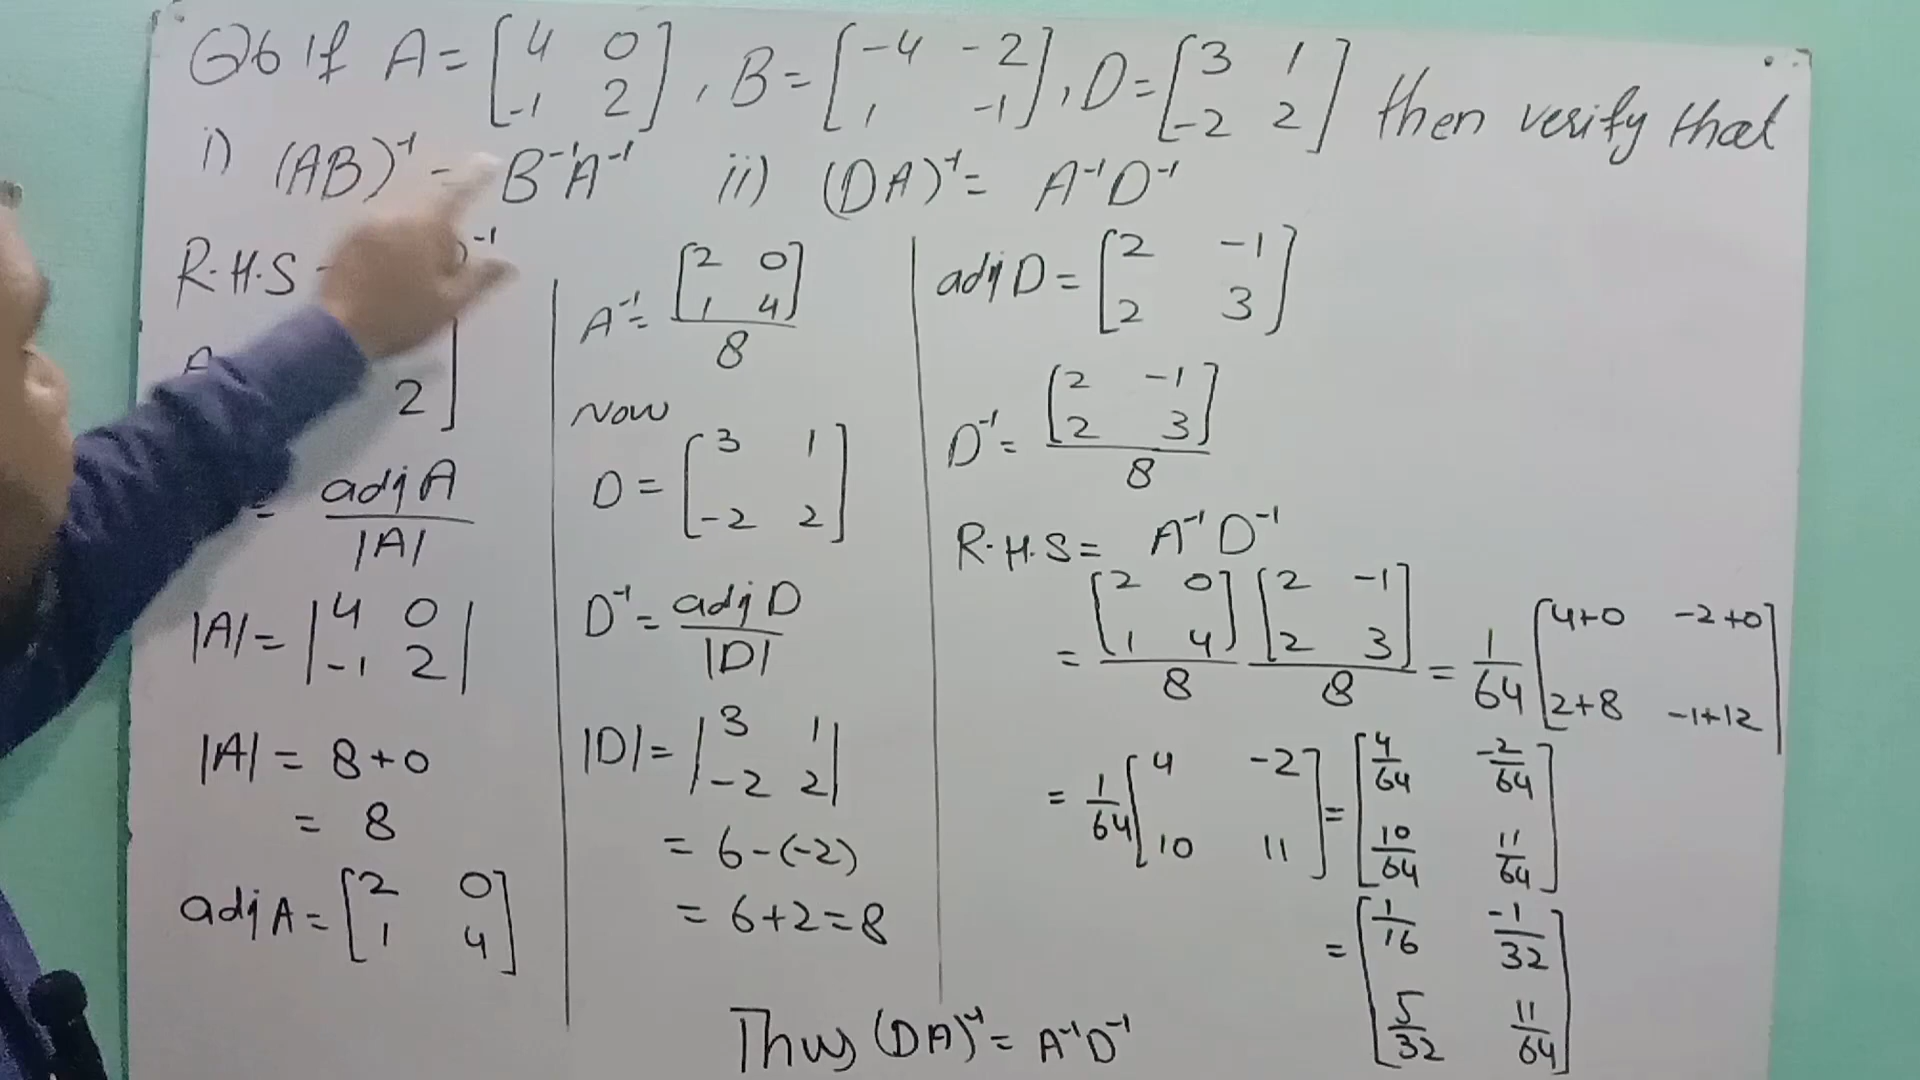 Q6 If A = [4 0 -1 2], B = [-4 -2 1 -1], D = [3 1 -2 2] then verify that
i) (AB)⁻¹ = B⁻¹A⁻¹ ii) (DA)⁻¹ = A⁻¹D⁻¹
R.H.S
2]
= adj A / |A|
|A| = |4 0 -1 2|
|A| = 8+0
= 8
adj A = [2 0 1 4]
A⁻¹ = [2 0 1 4] / 8
Now
D = [3 1 -2 2]
D⁻¹ = adj D / |D|
|D| = |3 1 -2 2|
= 6-(-2)
= 6+2=8
adj D = [2 -1 2 3]
D⁻¹ = [2 -1 2 3] / 8
R.H.S = A⁻¹ D⁻¹
= [2 0 1 4] / 8 [2 -1 2 3] / 8 = 1/64 [4+0 -2+0 2+8 -1+12]
= 1/64 [4 -2 10 11] = [4/64 -2/64 10/64 11/64]
= [1/16 -1/32 5/32 11/64]
Thus (DA)⁻¹ = A⁻¹D⁻¹